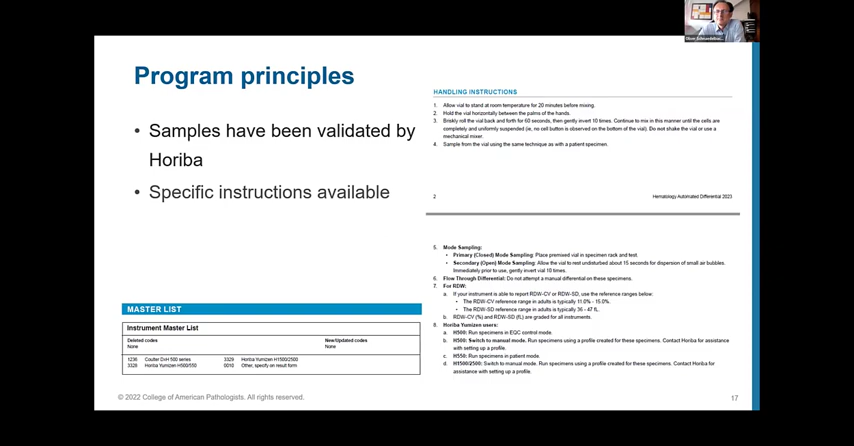 Program principles
• Samples have been validated by
Horiba
• Specific instructions available
HANDLING INSTRUCTIONS
1. Allow vial to stand at room temperature for 20 minutes before mixing.
2. Hold the vial horizontally between the palms of the hands.
3. Briskly roll the vial back and forth for 60 seconds, then gently invert 10 times. Continue to mix in this manner until the cells are
completely and uniformly suspended (ie, no cell button is observed on the bottom of the vial). Do not shake the vial or use a
mechanical mixer.
4. Sample from the vial using the same technique as with a patient specimen.
2 Hematology Automated Differential 2023
5. Mode Sampling:
• Primary (Closed) Mode Sampling: Place premixed vial in specimen rack and test.
• Secondary (Open) Mode Sampling: Allow the vial to rest undisturbed about 15 seconds for dispersion of small air bubbles.
Immediately prior to use, gently invert vial 10 times.
6. Flow Through Differential: Do not attempt a manual differential on these specimens.
7. For RDW:
a. If your instrument is able to report RDW-CV or RDW-SD, use the reference ranges below:
• The RDW-CV reference range in adults is typically 11.0% - 15.0%.
• The RDW-SD reference range in adults is typically 36 - 47 fL.
b. RDW-CV (%) and RDW-SD (fL) are graded for all instruments.
8. Horiba Yumizen users:
a. H500: Run specimens in EQC control mode.
b. H500: Switch to manual mode. Run specimens using a profile created for these specimens. Contact Horiba for assistance
with setting up a profile.
c. H550: Run specimens in patient mode.
d. H1500/2500: Switch to manual mode. Run specimens using a profile created for these specimens. Contact Horiba for
assistance with setting up a profile.
MASTER LIST
Instrument Master List
Deleted codes New/Updated codes
None None
1236 Coulter DxH 500 series 3329 Horiba Yumizen H1500/2500
3328 Horiba Yumizen H500/550 0010 Other, specify on result form
© 2022 College of American Pathologists. All rights reserved. 17